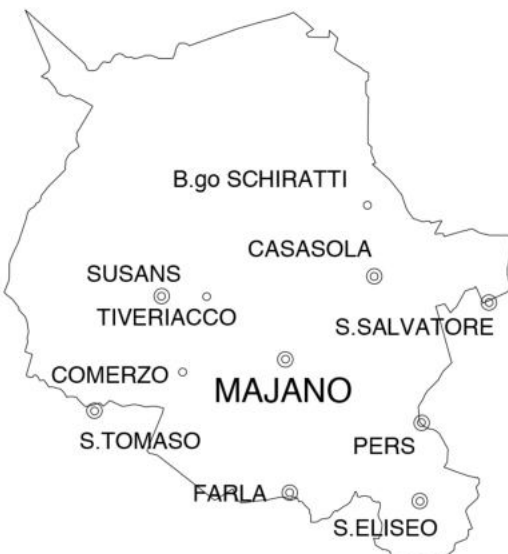 B.go SCHIRATTI
CASASOLA
SUSANS
TIVERIACCO
S.SALVATORE
COMERZO
MAJANO
S.TOMASO
PERS
FARLA
S.ELISEO